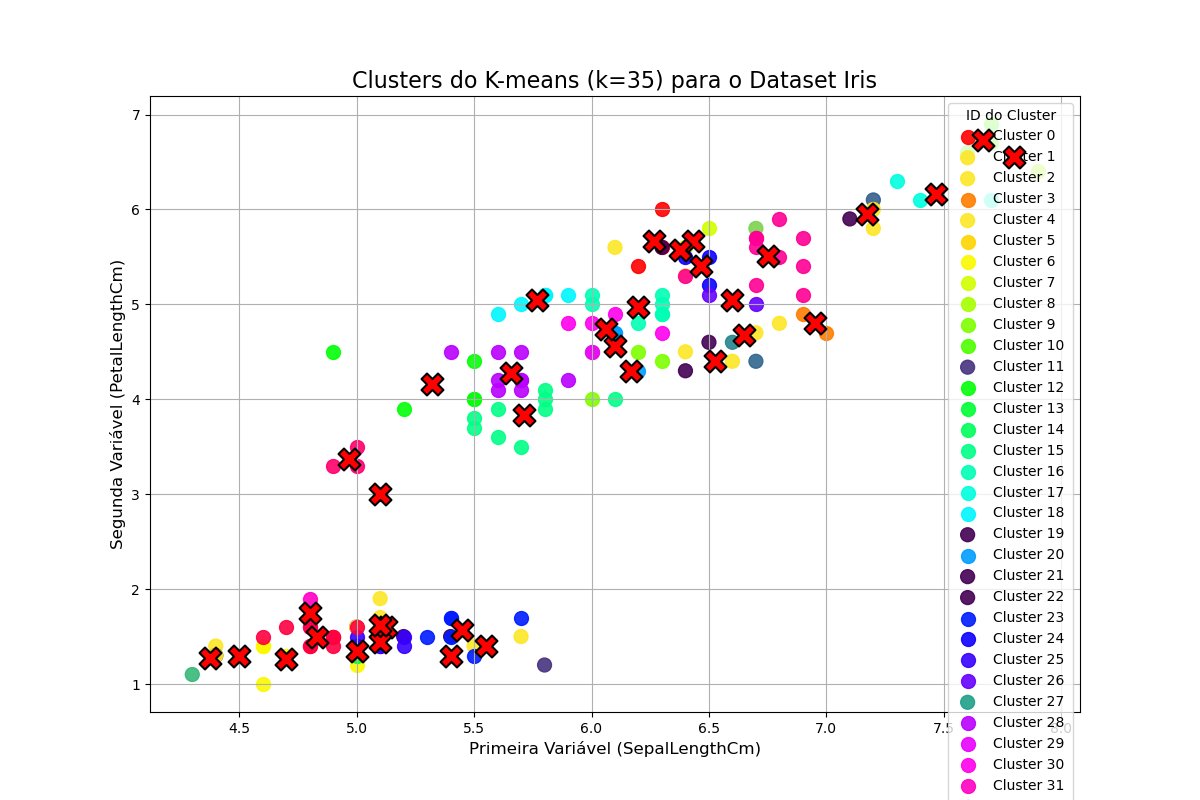 Clusters do K-means (k=35) para o Dataset Iris
7
6
5
4
3
2
1
Segunda Variável (PetalLengthCm)
4.5
5.0
5.5
6.0
6.5
7.0
7.5
8.0
Primeira Variável (SepalLengthCm)
ID do Cluster
Cluster 0
Cluster 1
Cluster 2
Cluster 3
Cluster 4
Cluster 5
Cluster 6
Cluster 7
Cluster 8
Cluster 9
Cluster 10
Cluster 11
Cluster 12
Cluster 13
Cluster 14
Cluster 15
Cluster 16
Cluster 17
Cluster 18
Cluster 19
Cluster 20
Cluster 21
Cluster 22
Cluster 23
Cluster 24
Cluster 25
Cluster 26
Cluster 27
Cluster 28
Cluster 29
Cluster 30
Cluster 31